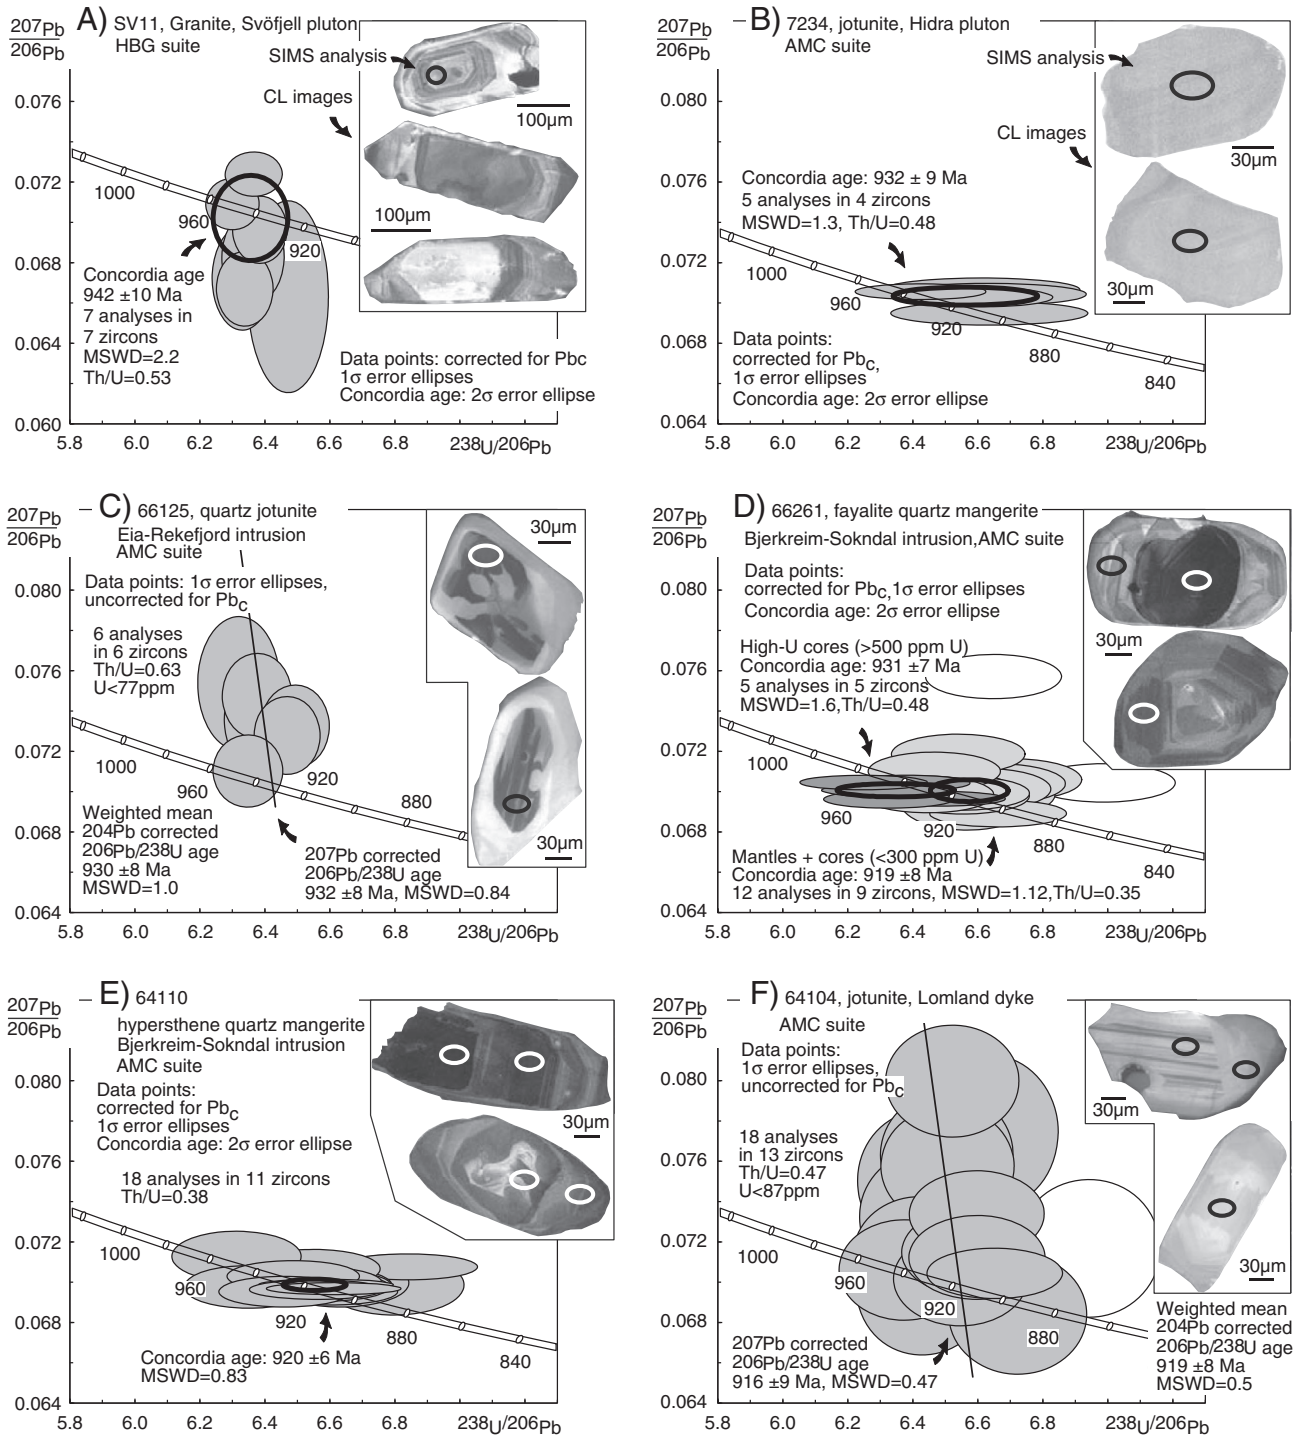 A) SV11, Granite, Svöfjell pluton
HBG suite
207Pb
206Pb
SIMS analysis
CL images
100µm
100µm
0.076
0.072
0.068
0.064
0.060
1000
960
920
Concordia age
942 ±10 Ma
7 analyses in
7 zircons
MSWD=2.2
Th/U=0.53
Data points: corrected for Pbc
1σ error ellipses
Concordia age: 2σ error ellipse
5.8 6.0 6.2 6.4 6.6 6.8 238U/206Pb
B) 7234, jotunite, Hidra pluton
AMC suite
207Pb
206Pb
SIMS analysis
CL images
30µm
30µm
0.080
0.076
0.072
0.068
0.064
Concordia age: 932 ± 9 Ma
5 analyses in 4 zircons
MSWD=1.3, Th/U=0.48
1000
960
920
880
840
Data points:
corrected for Pbc,
1σ error ellipses
Concordia age: 2σ error ellipse
5.8 6.0 6.2 6.4 6.6 6.8 238U/206Pb
C) 66125, quartz jotunite
Eia-Rekefjord intrusion
AMC suite
207Pb
206Pb
Data points: 1σ error ellipses,
uncorrected for Pbc
6 analyses
in 6 zircons
Th/U=0.63
U<77ppm
30µm
30µm
0.080
0.076
0.072
0.068
0.064
1000
960
920
880
Weighted mean
204Pb corrected
206Pb/238U age
930 ±8 Ma
MSWD=1.0
207Pb corrected
206Pb/238U age
932 ±8 Ma, MSWD=0.84
5.8 6.0 6.2 6.4 6.6 6.8 238U/206Pb
D) 66261, fayalite quartz mangerite
Bjerkreim-Sokndal intrusion,AMC suite
207Pb
206Pb
Data points:
corrected for Pbc,1σ error ellipses
Concordia age: 2σ error ellipse
High-U cores (>500 ppm U)
Concordia age: 931 ±7 Ma
5 analyses in 5 zircons
MSWD=1.6,Th/U=0.48
30µm
0.080
0.076
0.072
0.068
0.064
1000
960
920
880
840
Mantles + cores (<300 ppm U)
Concordia age: 919 ±8 Ma
12 analyses in 9 zircons, MSWD=1.12,Th/U=0.35
5.8 6.0 6.2 6.4 6.6 6.8 238U/206Pb
E) 64110
hypersthene quartz mangerite
Bjerkreim-Sokndal intrusion
AMC suite
207Pb
206Pb
Data points:
corrected for Pbc
1σ error ellipses
Concordia age: 2σ error ellipse
18 analyses in 11 zircons
Th/U=0.38
30µm
0.080
0.076
0.072
0.068
0.064
1000
960
920
880
840
Concordia age: 920 ±6 Ma
MSWD=0.83
5.8 6.0 6.2 6.4 6.6 6.8 238U/206Pb
F) 64104, jotunite, Lomland dyke
AMC suite
207Pb
206Pb
Data points:
1σ error ellipses,
uncorrected for Pbc
18 analyses
in 13 zircons
Th/U=0.47
U<87ppm
30µm
30µm
0.080
0.076
0.072
0.068
0.064
1000
960
920
880
207Pb corrected
206Pb/238U age
916 ±9 Ma, MSWD=0.47
Weighted mean
204Pb corrected
206Pb/238U age
919 ±8 Ma
MSWD=0.5
5.8 6.0 6.2 6.4 6.6 6.8 238U/206Pb